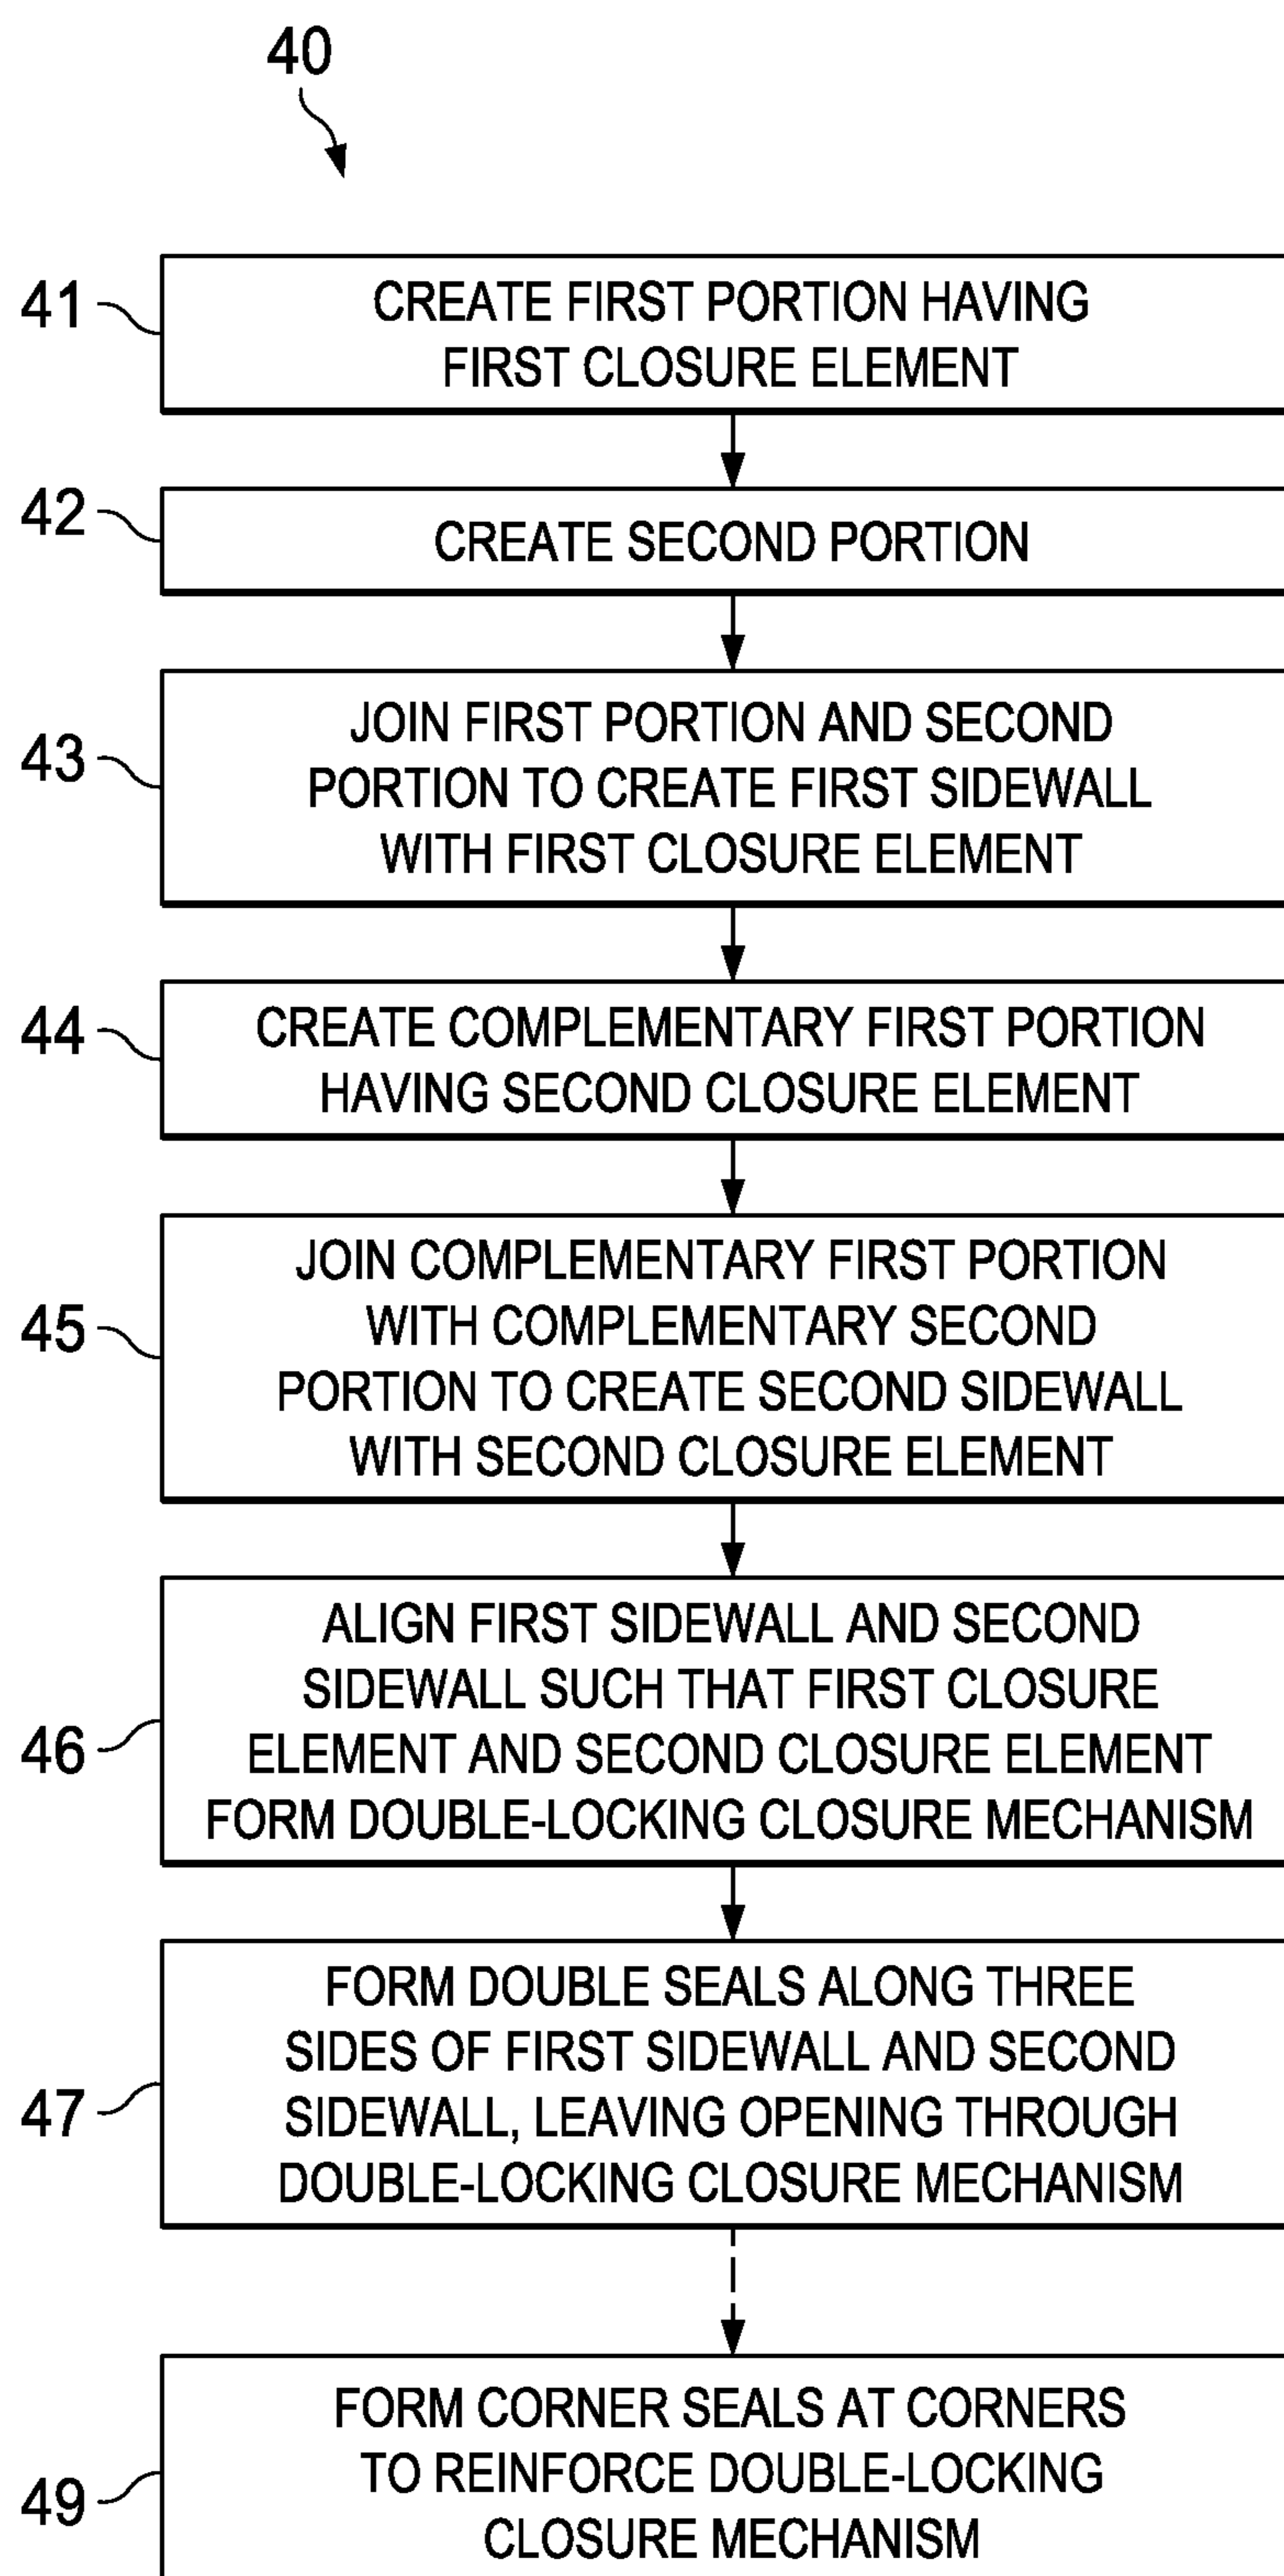 40
41
CREATE FIRST PORTION HAVING
FIRST CLOSURE ELEMENT
42
CREATE SECOND PORTION
43
JOIN FIRST PORTION AND SECOND
PORTION TO CREATE FIRST SIDEWALL
WITH FIRST CLOSURE ELEMENT
44
CREATE COMPLEMENTARY FIRST PORTION
HAVING SECOND CLOSURE ELEMENT
45
JOIN COMPLEMENTARY FIRST PORTION
WITH COMPLEMENTARY SECOND
PORTION TO CREATE SECOND SIDEWALL
WITH SECOND CLOSURE ELEMENT
46
ALIGN FIRST SIDEWALL AND SECOND
SIDEWALL SUCH THAT FIRST CLOSURE
ELEMENT AND SECOND CLOSURE ELEMENT
FORM DOUBLE-LOCKING CLOSURE MECHANISM
47
FORM DOUBLE SEALS ALONG THREE
SIDES OF FIRST SIDEWALL AND SECOND
SIDEWALL, LEAVING OPENING THROUGH
DOUBLE-LOCKING CLOSURE MECHANISM
49
FORM CORNER SEALS AT CORNERS
TO REINFORCE DOUBLE-LOCKING
CLOSURE MECHANISM